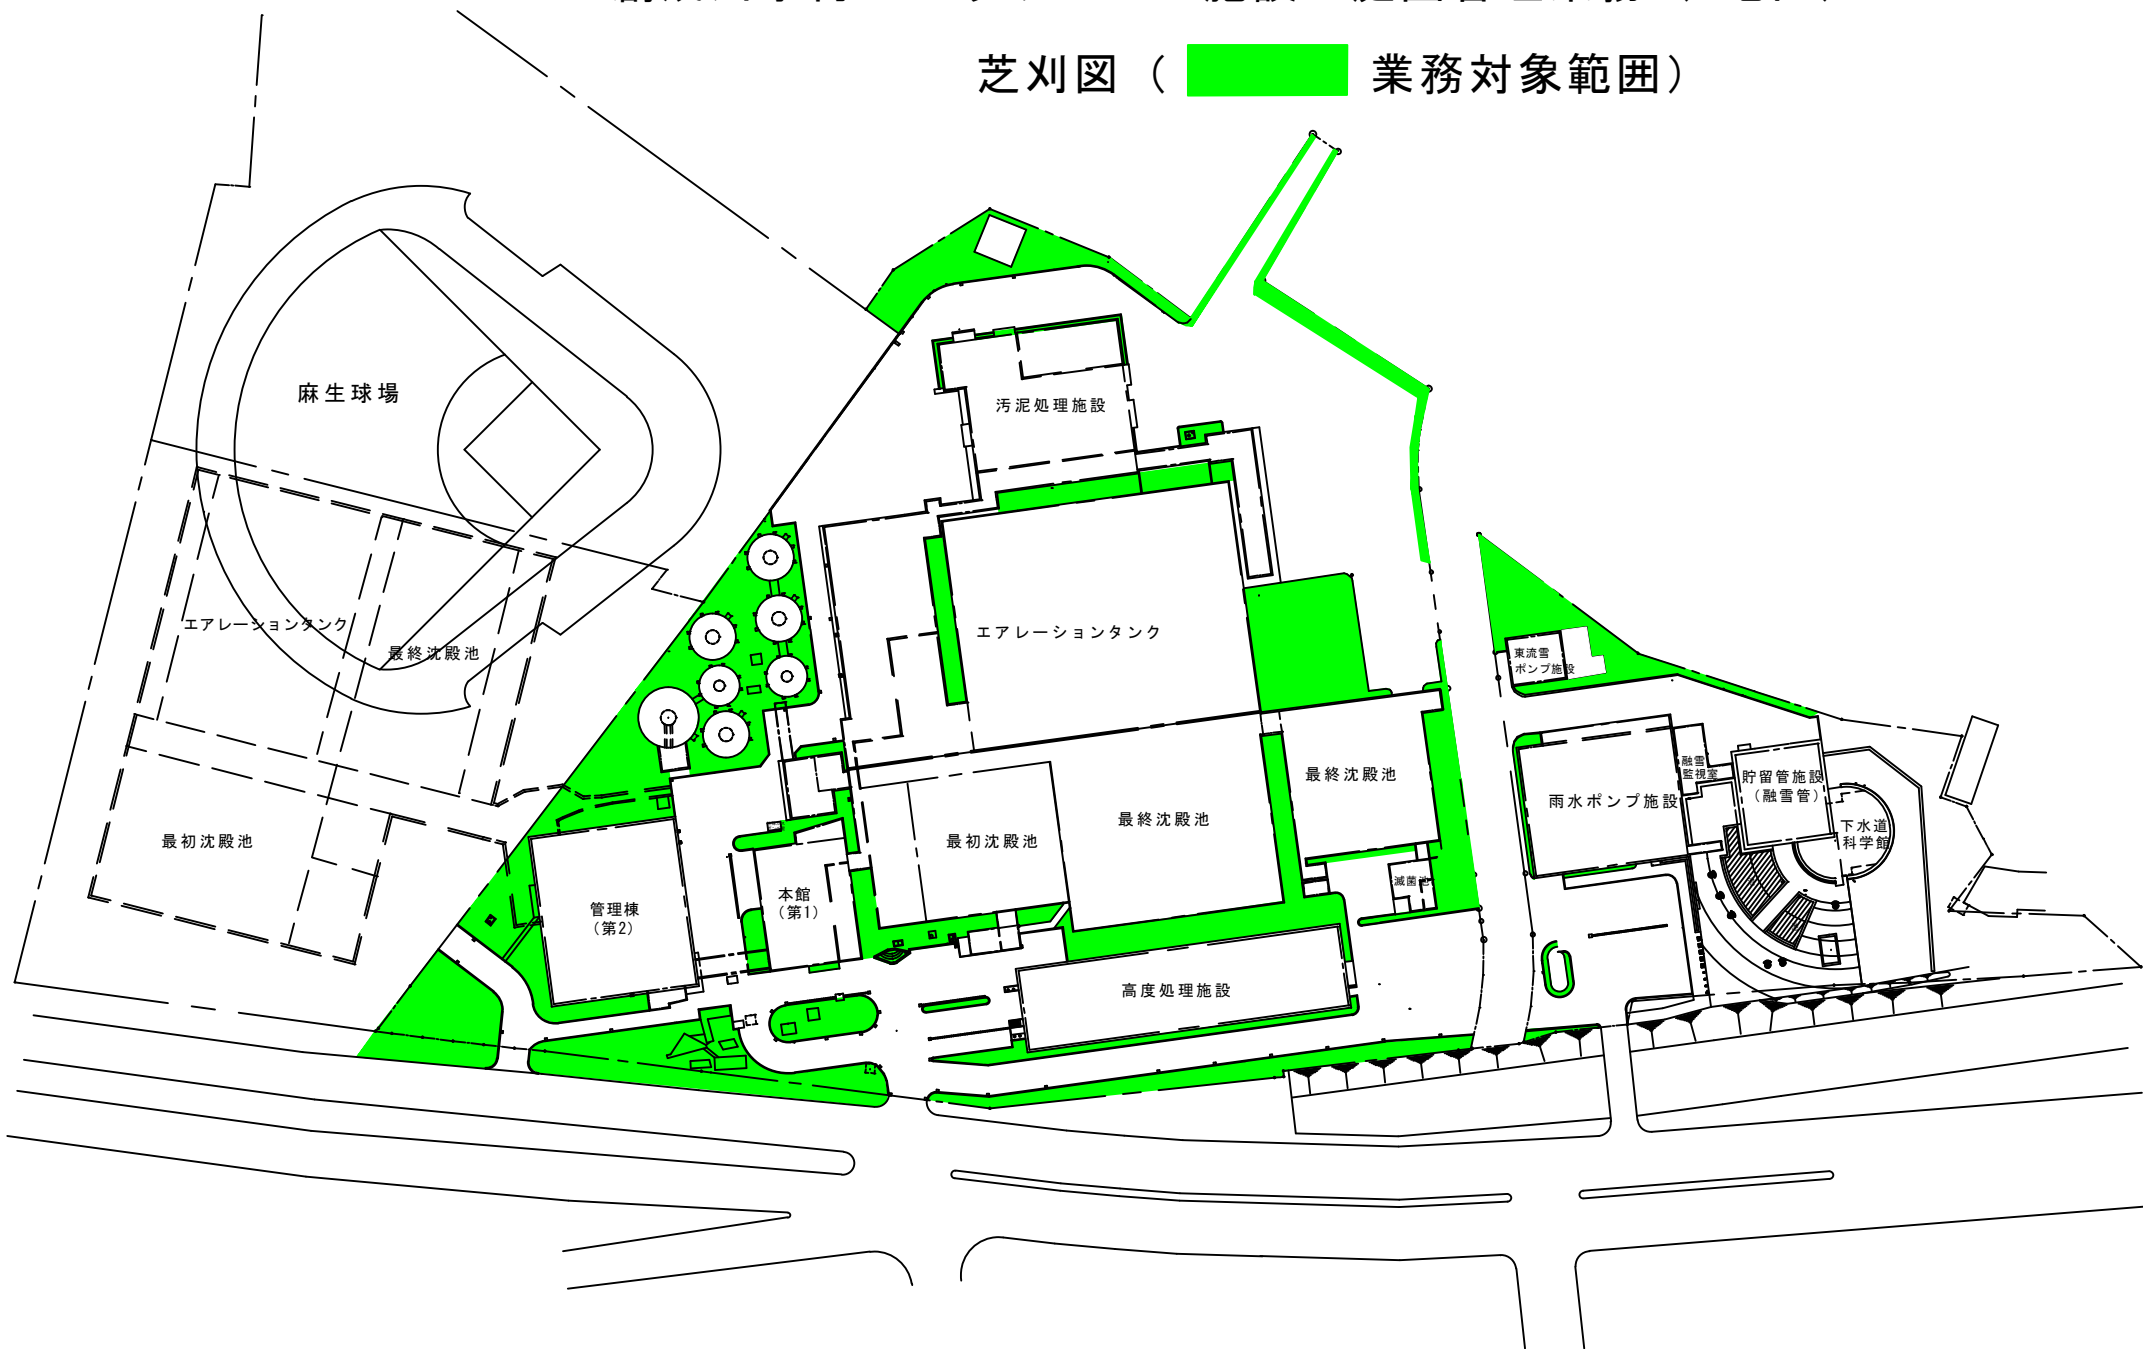 芝刈図（ 業務対象範囲）
麻生球場
汚泥処理施設
エアレーションタンク
最終沈殿池
エアレーションタンク
東流雪
ポンプ施設
最初沈殿池
最終沈殿池
最初沈殿池
最終沈殿池
融雪
監視室
貯留管施設
（融雪管）
雨水ポンプ施設
下水道
科学館
滅菌池
管理棟
（第2）
本館
（第1）
高度処理施設